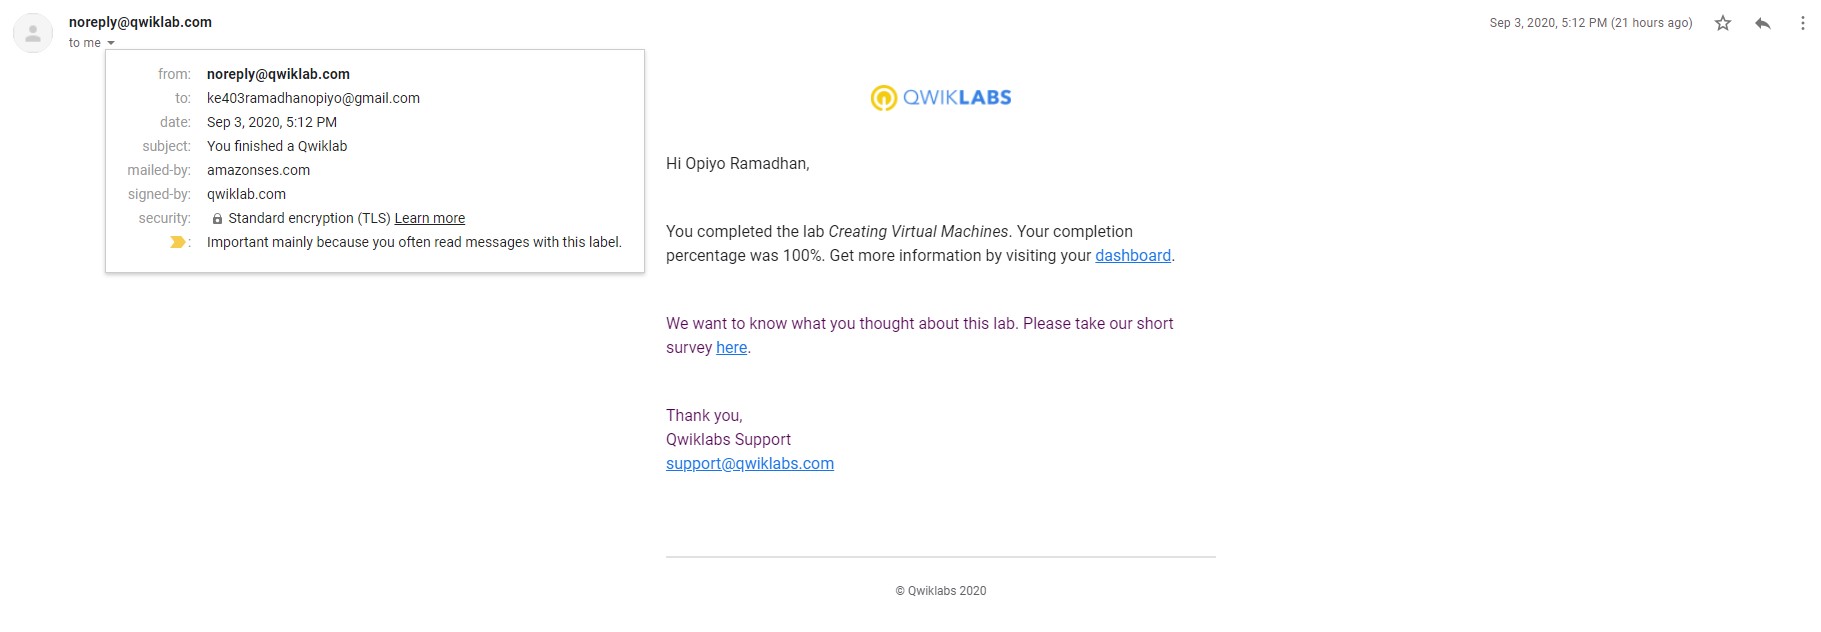 noreply@qwiklab.com
Sep 3, 2020, 5:12 PM (21 hours ago)
to me
from: noreply@qwiklab.com
to: ke403ramadhanopiyo@gmail.com
date: Sep 3, 2020, 5:12 PM
subject: You finished a Qwiklab
mailed-by: amazonses.com
signed-by: qwiklab.com
security: Standard encryption (TLS) Learn more
: Important mainly because you often read messages with this label.
QWIKLABS
Hi Opiyo Ramadhan,
You completed the lab Creating Virtual Machines. Your completion
percentage was 100%. Get more information by visiting your dashboard.
We want to know what you thought about this lab. Please take our short
survey here.
Thank you,
Qwiklabs Support
support@qwiklabs.com
© Qwiklabs 2020